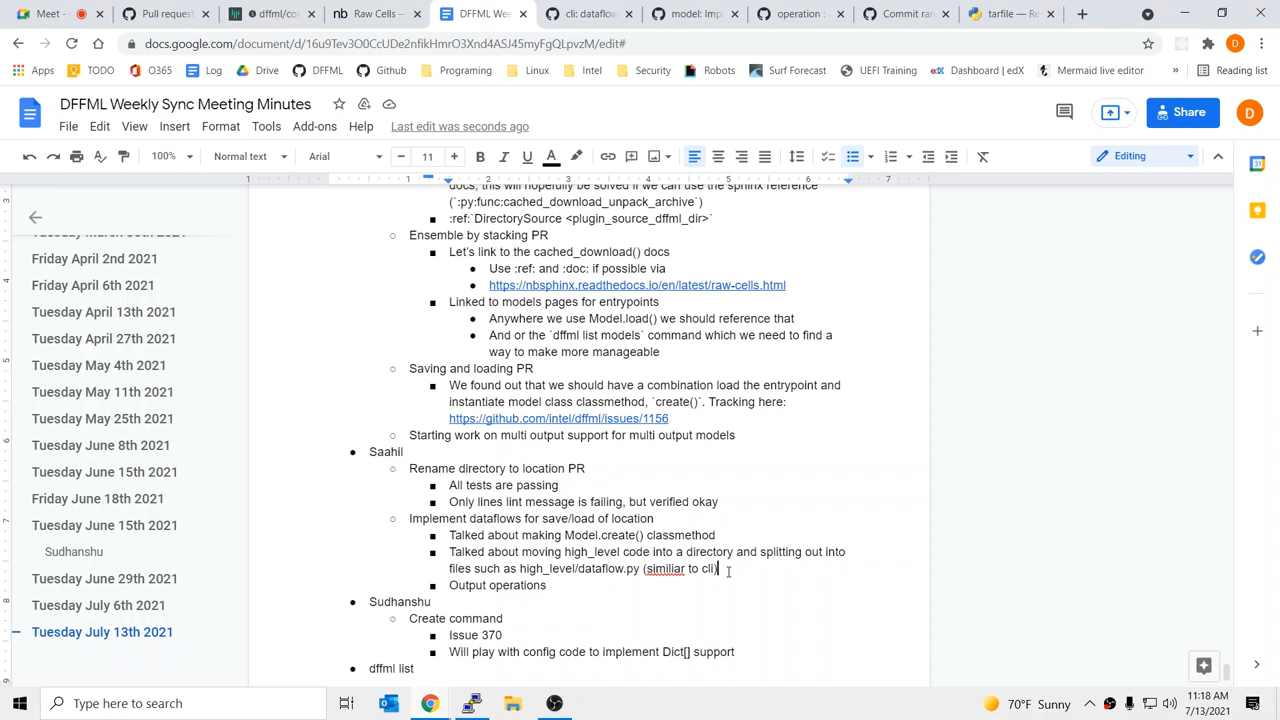 Pull reques
dffml/cor
Ran Cells
DFFML Wee
cli: dataflow
model: Impl
operation : s
Commit ran
tarfile — Re
Meet -
docs.google.com/document/d/16u9Tev3O0CcUDe2nfikHmrO3Xnd4ASJ45myFgQLpvzM/edit#
D
Apps TODO O365 Log Drive DFFML Github Programing Linux Intel Security Robots Surf Forecast UEFI Training Dashboard | edX Mermaid live editor » Reading list
DFFML Weekly Sync Meeting Minutes
File Edit View Insert Format Tools Add-ons Help Last edit was seconds ago
Share
D
100% Normal text Arial 11 Editing
1 1 2 3 4 5 6 7
Friday April 2nd 2021
Friday April 6th 2021
Tuesday April 13th 2021
Tuesday April 27th 2021
Tuesday May 4th 2021
Tuesday May 11th 2021
Tuesday May 25th 2021
Tuesday June 8th 2021
Tuesday June 15th 2021
Friday June 18th 2021
Tuesday June 15th 2021
Sudhanshu
Tuesday June 29th 2021
Tuesday July 6th 2021
Tuesday July 13th 2021
docs, this will hopefully be solved if we can use the sphinx reference
(`:py:func:cached_download_unpack_archive`)
:ref:`DirectorySource <plugin_source_dffml_dir>`
Ensemble by stacking PR
Let's link to the cached_download() docs
Use :ref: and :doc: if possible via
https://nbsphinx.readthedocs.io/en/latest/raw-cells.html
Linked to models pages for entrypoints
Anywhere we use Model.load() we should reference that
And or the `dffml list models` command which we need to find a
way to make more manageable
Saving and loading PR
We found out that we should have a combination load the entrypoint and
instantiate model class classmethod, `create()`. Tracking here:
https://github.com/intel/dffml/issues/1156
Starting work on multi output support for multi output models
Saahil
Rename directory to location PR
All tests are passing
Only lines lint message is failing, but verified okay
Implement dataflows for save/load of location
Talked about making Model.create() classmethod
Talked about moving high_level code into a directory and splitting out into
files such as high_level/dataflow.py (similiar to cli)
Output operations
Sudhanshu
Create command
Issue 370
Will play with config code to implement Dict[] support
dffml list
Type here to search
70°F Sunny
11:18 AM
7/13/2021